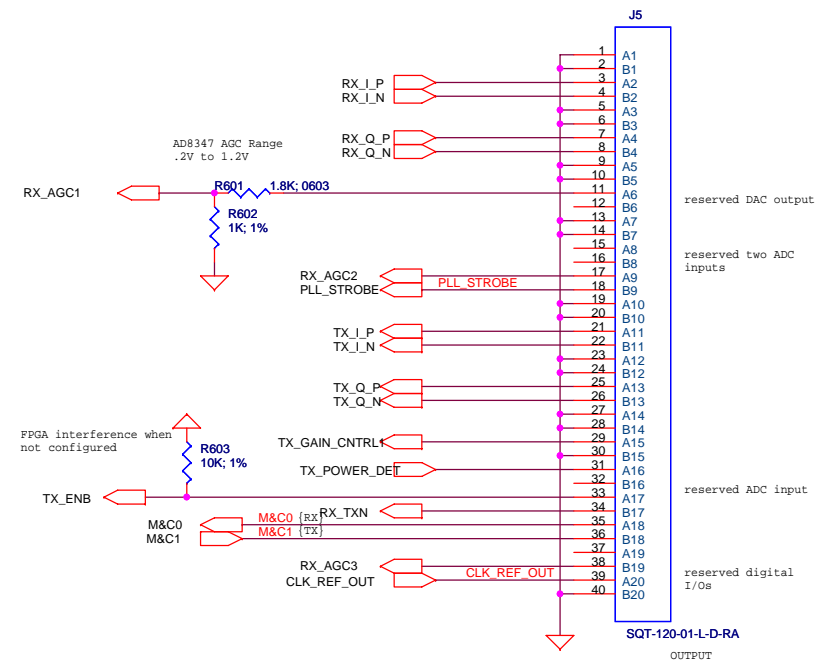 J5
1 A1
2 B1
RX_I_P 3 A2
RX_I_N 4 B2
5 A3
6 B3
AD8347 AGC Range
.2V to 1.2V
RX_Q_P 7 A4
RX_Q_N 8 B4
9 A5
10 B5
RX_AGC1 R601 1.8K; 0603 11 A6
reserved DAC output
12 B6
R602
1K; 1%
13 A7
14 B7
15 A8
reserved two ADC
inputs
16 B8
RX_AGC2 17 A9
PLL_STROBE PLL_STROBE 18 B9
19 A10
20 B10
TX_I_P 21 A11
TX_I_N 22 B11
23 A12
24 B12
TX_Q_P 25 A13
TX_Q_N 26 B13
27 A14
28 B14
FPGA interference when
not configured
R603
10K; 1%
TX_GAIN_CNTRL1 29 A15
30 B15
TX_POWER_DET 31 A16
32 B16
reserved ADC input
TX_ENB 33 A17
RX_TXN 34 B17
M&C0 M&C0 {RX} 35 A18
M&C1 M&C1 {TX} 36 B18
37 A19
RX_AGC3 38 B19
CLK_REF_OUT CLK_REF_OUT 39 A20
reserved digital
I/Os
40 B20
SQT-120-01-L-D-RA
OUTPUT